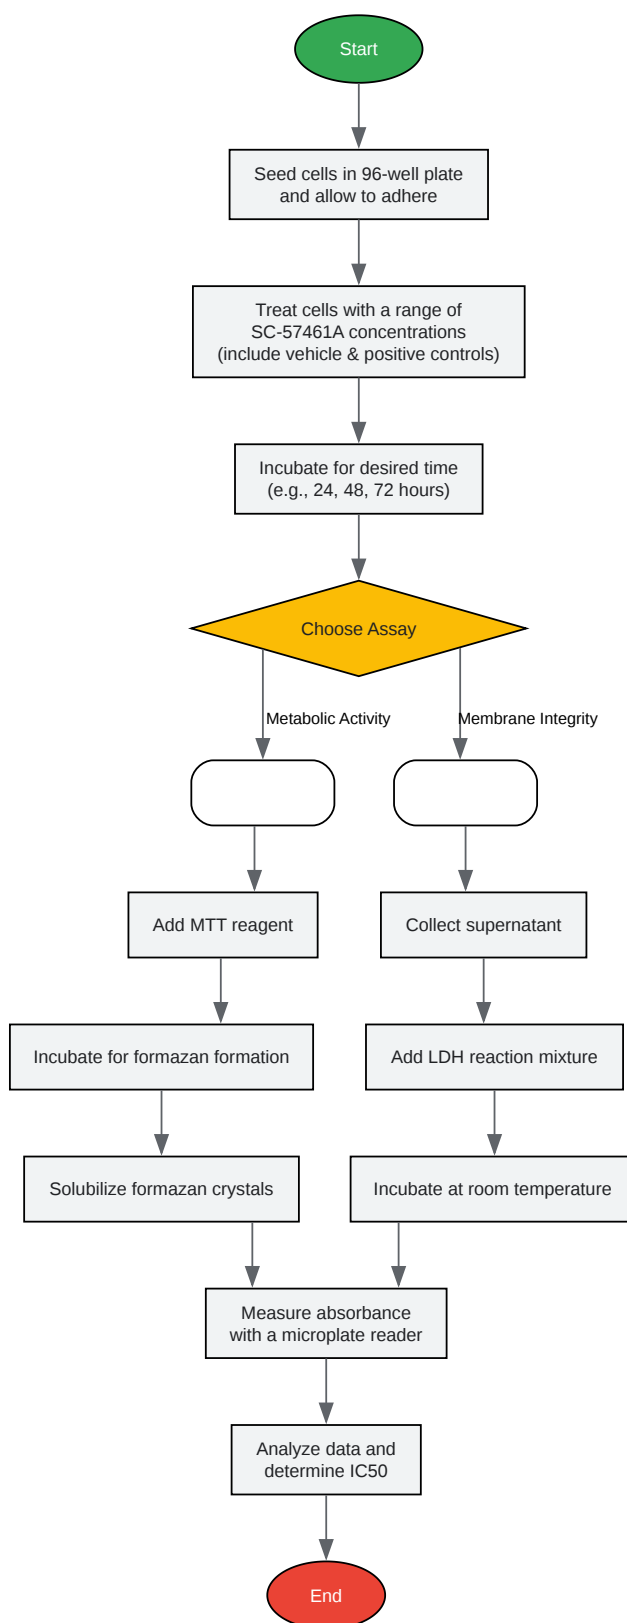 Start
Seed cells in 96-well plate
and allow to adhere
Treat cells with a range of
SC-57461A concentrations
(include vehicle & positive controls)
Incubate for desired time
(e.g., 24, 48, 72 hours)
Choose Assay
Metabolic Activity
Membrane Integrity
Add MTT reagent
Collect supernatant
Incubate for formazan formation
Add LDH reaction mixture
Solubilize formazan crystals
Incubate at room temperature
Measure absorbance
with a microplate reader
Analyze data and
determine IC50
End